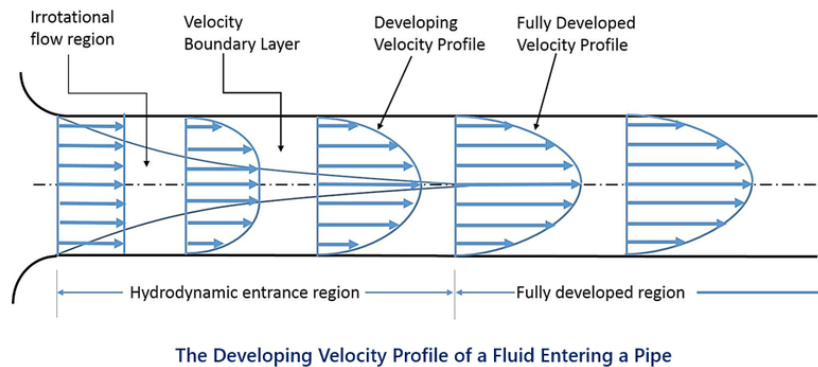 Irrotational
flow region
Velocity
Boundary Layer
Developing
Velocity Profile
Fully Developed
Velocity Profile
Hydrodynamic entrance region
Fully developed region
The Developing Velocity Profile of a Fluid Entering a Pipe